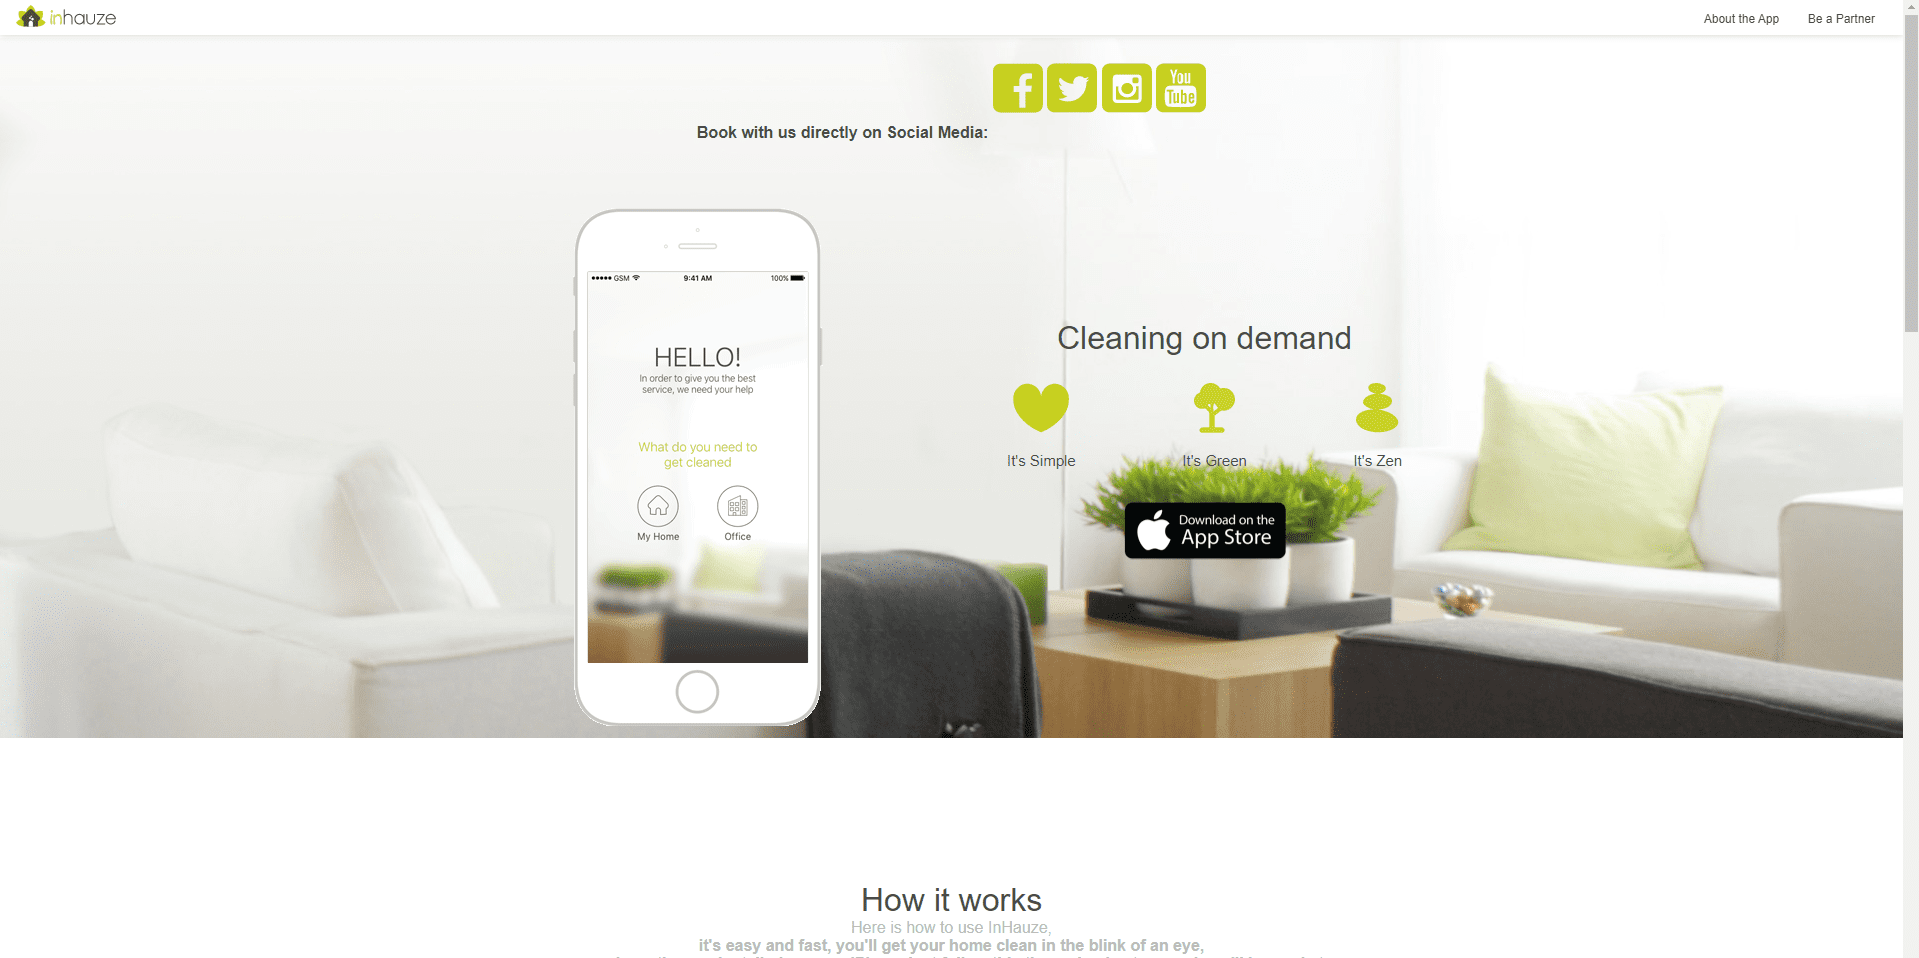 inhauze
About the App
Be a Partner
You
Tube
Book with us directly on Social Media:
GSM
9:41 AM
100%
HELLO!
In order to give you the best
service, we need your help
What do you need to
get cleaned
My Home
Office
Cleaning on demand
It's Simple
It's Green
It's Zen
Download on the
App Store
How it works
Here is how to use InHauze,
it's easy and fast, you'll get your home clean in the blink of an eye,